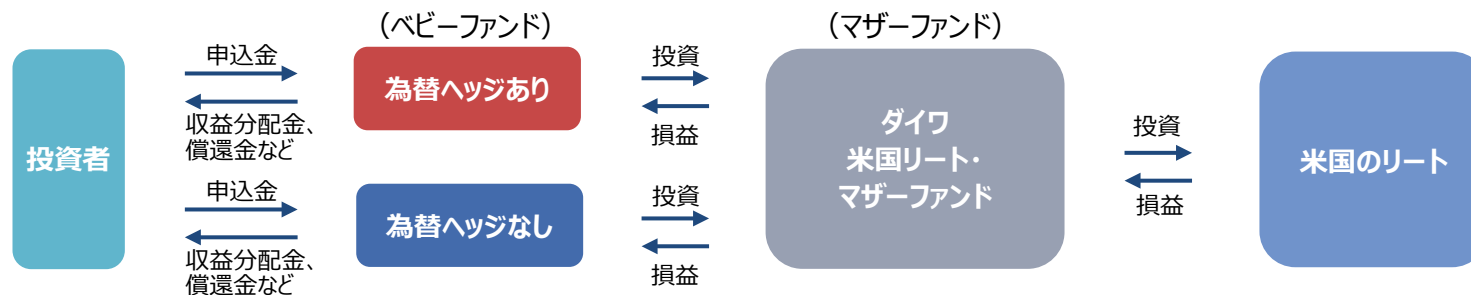 (ベビーファンド)
(マザーファンド)
申込金
投資
為替ヘッジあり
収益分配金、
償還金など
損益
投資者
ダイワ
米国リート・
マザーファンド
投資
米国のリート
損益
申込金
投資
為替ヘッジなし
収益分配金、
償還金など
損益